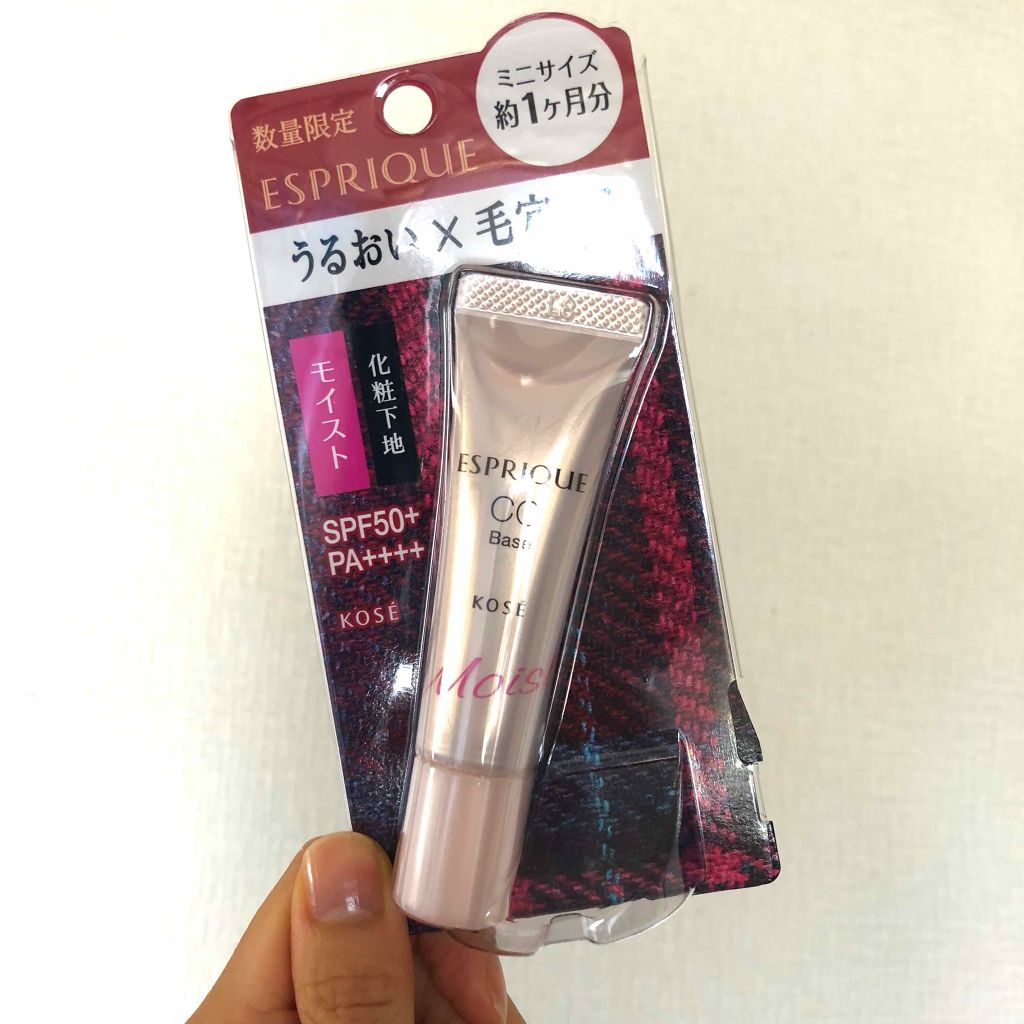 ミニサイズ
約1ヶ月分
数量限定
ESPRIQUE
うるおい×毛穴
化粧下地
モイスト
SPF50+
PA++++
KOSÉ
ESPRIQUE
CC
Base
KOSÉ
Moist